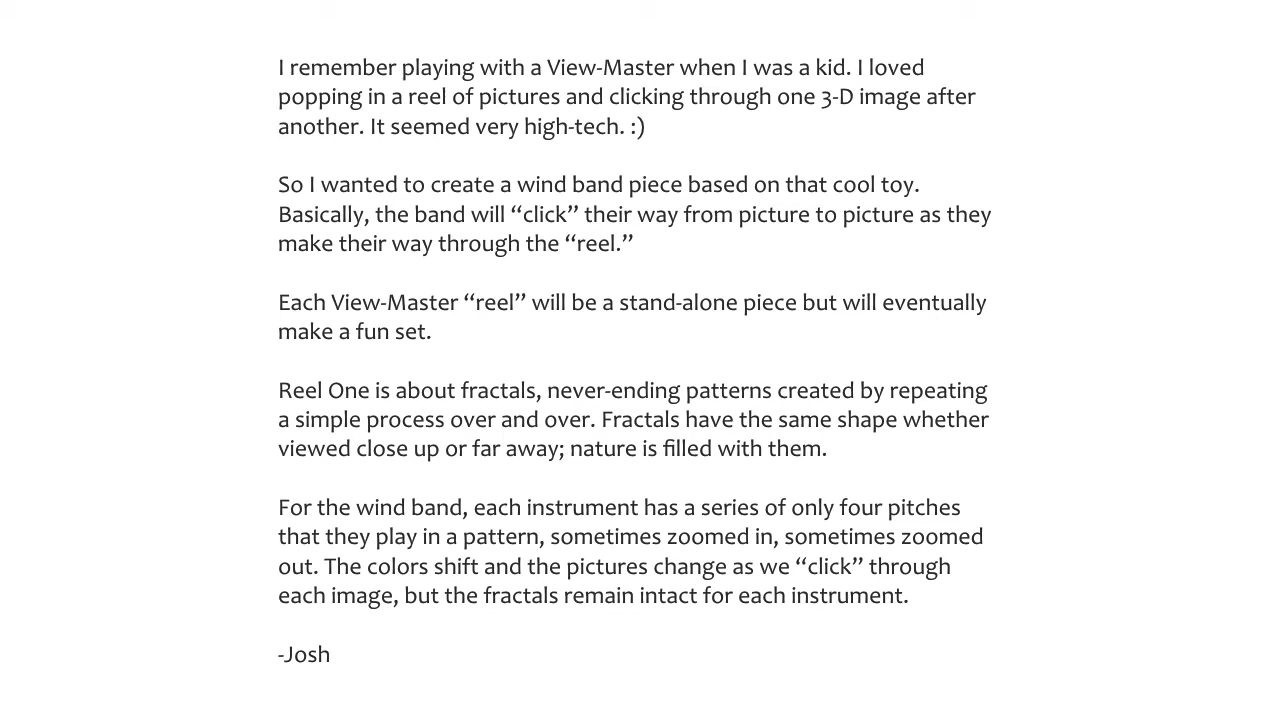 I remember playing with a View-Master when I was a kid. I loved
popping in a reel of pictures and clicking through one 3-D image after
another. It seemed very high-tech. :)
So I wanted to create a wind band piece based on that cool toy.
Basically, the band will “click” their way from picture to picture as they
make their way through the “reel.”
Each View-Master “reel” will be a stand-alone piece but will eventually
make a fun set.
Reel One is about fractals, never-ending patterns created by repeating
a simple process over and over. Fractals have the same shape whether
viewed close up or far away; nature is filled with them.
For the wind band, each instrument has a series of only four pitches
that they play in a pattern, sometimes zoomed in, sometimes zoomed
out. The colors shift and the pictures change as we “click” through
each image, but the fractals remain intact for each instrument.
-Josh